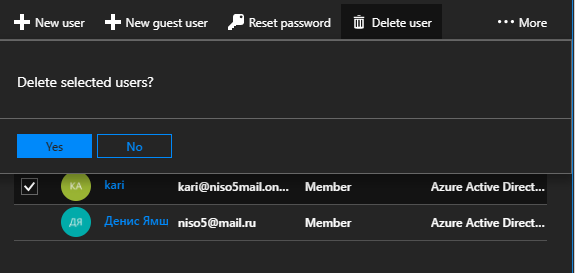 New user New guest user Reset password Delete user ... More
Delete selected users?
Yes No
KA kari kari@niso5mail.on... Member Azure Active Direct...
ДЯ Денис Ямш niso5@mail.ru Member Azure Active Direct...